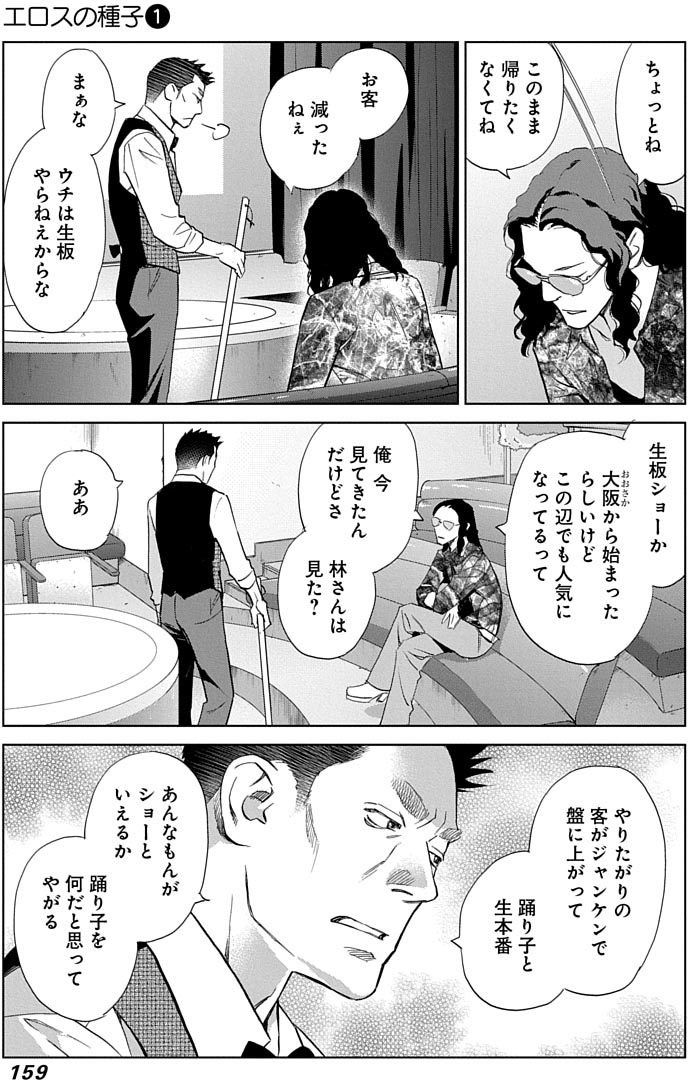 エロスの種子❶
ちょっとね
このまま
帰りたく
なくてね
お客
減った
ねぇ
まぁな
ウチは生板
やらねえからな
生板ショーか
大阪から始まった
おおさか
らしいけど
この辺でも人気に
なってるって
俺 今
見てきたん
だけどさ
林さんは
見た?
ああ
やりたがりの
客がジャンケンで
盤に上がって
踊り子と
生本番
あんなもんが
ショーと
いえるか
踊り子を
何だと思って
やがる
159